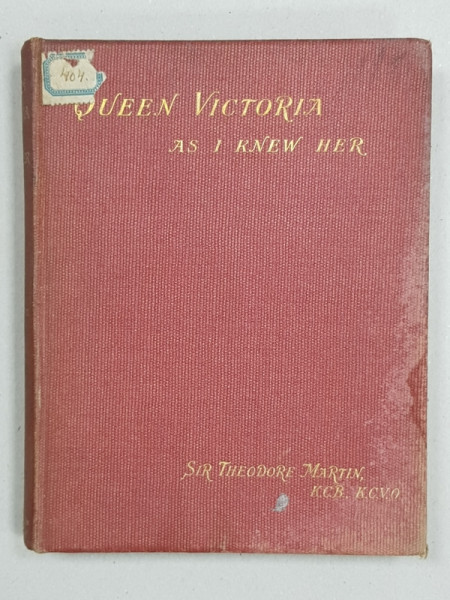 404.
QUEEN VICTORIA
AS I KNEW HER.
SIR THEODORE MARTIN,
K.C.B. K.C.V.O.